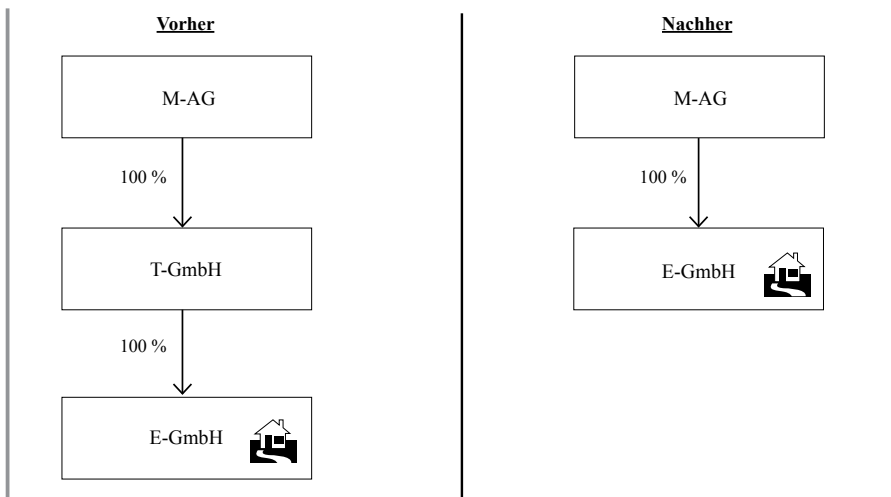 Vorher
M-AG
100 %
T-GmbH
100 %
E-GmbH
Nachher
M-AG
100 %
E-GmbH